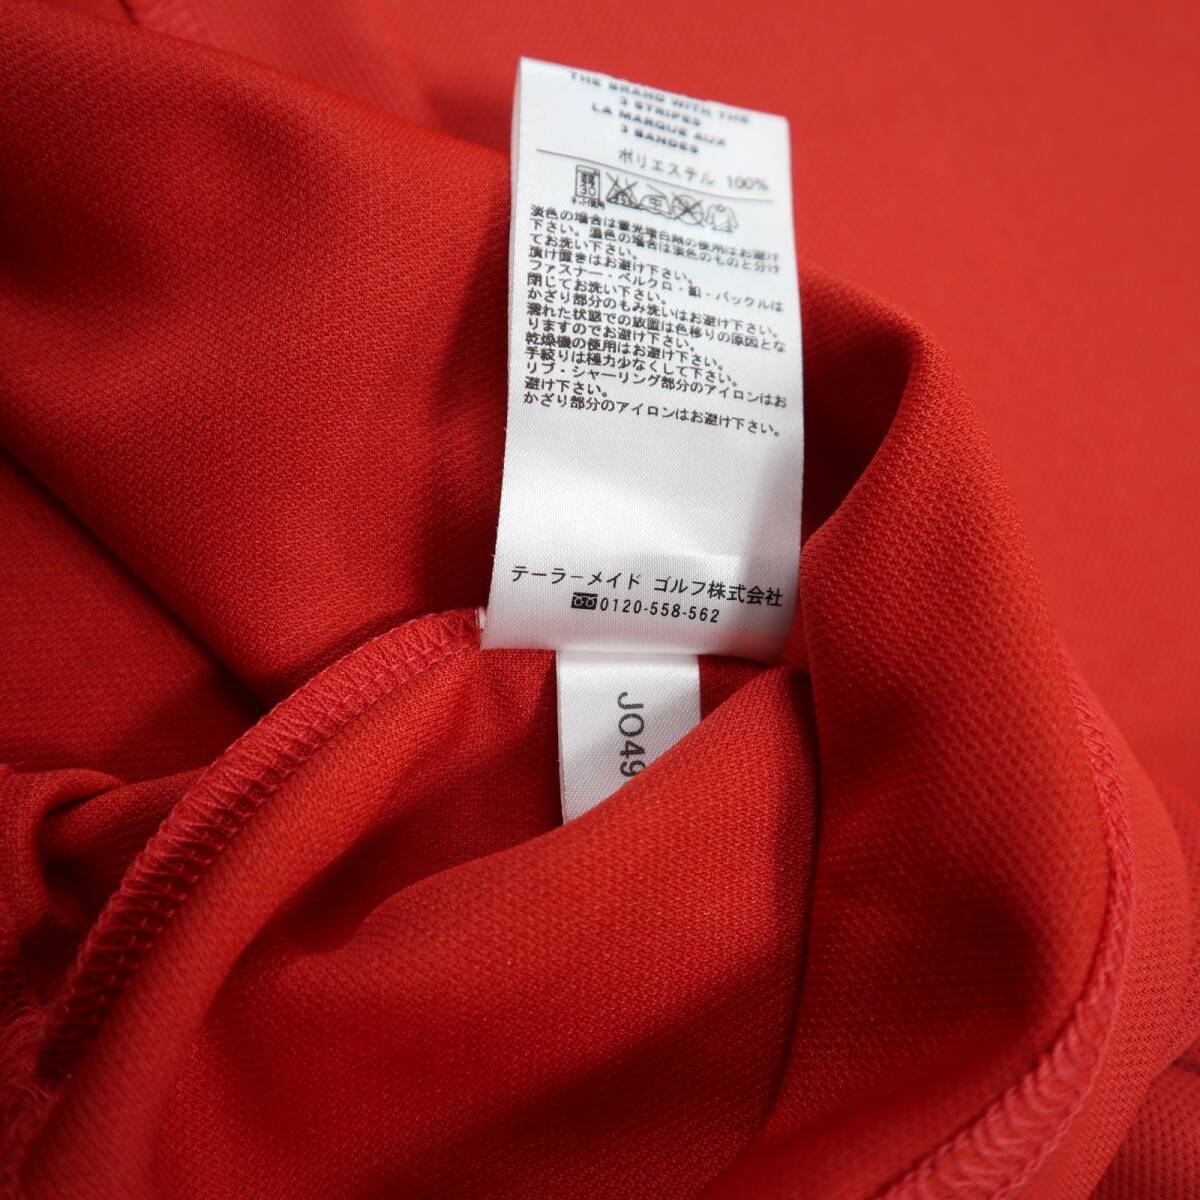 THE BRAND WITH THE
3 STRIPES
LA MARQUE AUX
3 BANDES
ポリエステル 100%
30
ネット使用
淡色の場合は蛍光増白剤の使用はお避け
下さい。濃色の場合は淡色のものと分け
てお洗い下さい。
漬け置きはお避け下さい。
ファスナー・ベルクロ・釦・バックルは
閉じてお洗い下さい。
かざり部分のもみ洗いはお避け下さい。
濡れた状態での放置は色移りの原因とな
りますのでお避け下さい。
乾燥機の使用はお避け下さい。
手絞りは極力少なくして下さい。
リブ・シャーリング部分のアイロンはお
避け下さい。
かざり部分のアイロンはお避け下さい。
テーラーメイド ゴルフ株式会社
0120-558-562
JO49